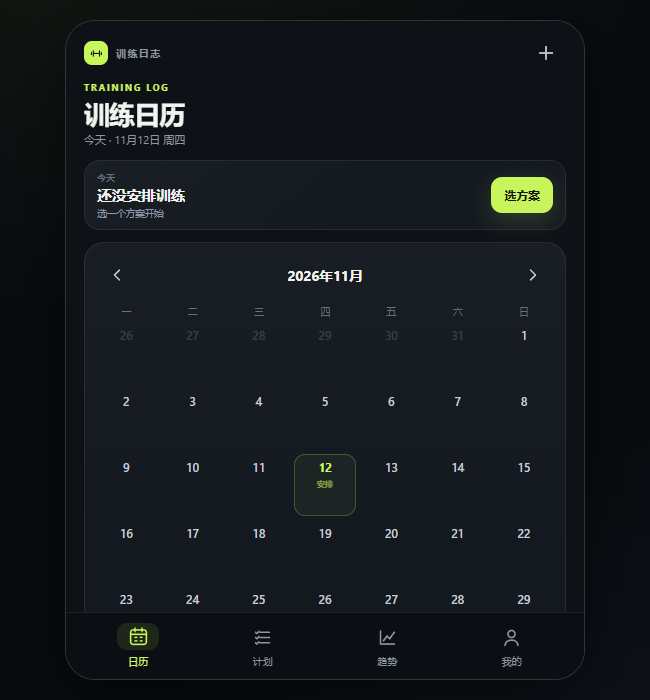 训练日志
TRAINING LOG
训练日历
今天 · 11月12日 周四
今天
还没安排训练
选一个方案开始
选方案
2026年11月
一 二 三 四 五 六 日
26 27 28 29 30 31 1
2 3 4 5 6 7 8
9 10 11 12 13 14 15
安排
16 17 18 19 20 21 22
23 24 25 26 27 28 29
日历 计划 趋势 我的